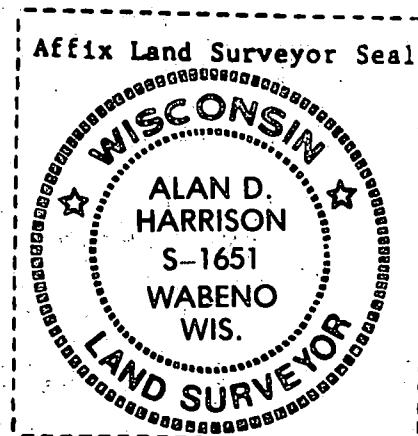 Affix Land Surveyor Seal
WISCONSIN
ALAN D.
HARRISON
S-1651
WABENO
WIS.
LAND SURVEYOR